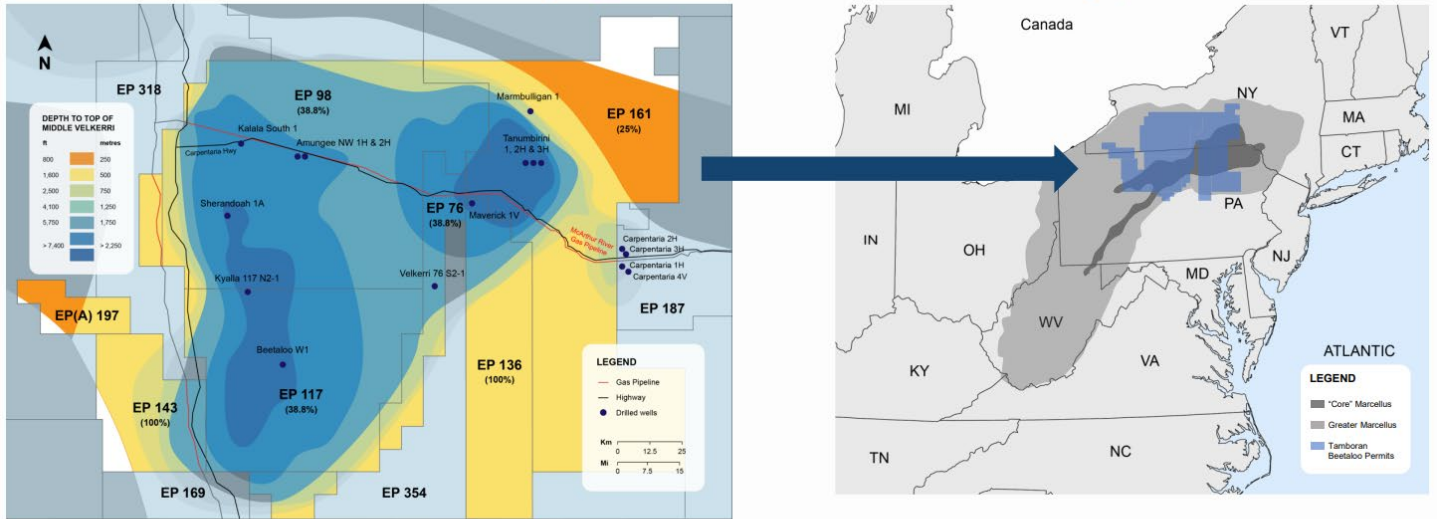 N
EP 318
EP 98
(38.8%)
Marmbulligan 1
EP 161
(25%)
DEPTH TO TOP OF
MIDDLE VELKERRI
ft
metres
800
250
1,600
500
2,500
750
4,100
1,250
5,750
1,750
> 7,400
> 2,250
Kalala South 1
Carpentaria Hwy
Amungee NW 1H & 2H
Tanumbirini
1, 2H & 3H
Sherandoah 1A
EP 76
(38.8%)
Maverick 1V
McArthur River
Gas Pipeline
Carpentaria 2H
Carpentaria 3H
Carpentaria 1H
Carpentaria 4V
Velkerri 76 S2-1
Kyalla 117 N2-1
EP(A) 197
EP 187
Beetaloo W1
EP 117
(38.8%)
EP 136
(100%)
EP 143
(100%)
LEGEND
Gas Pipeline
Highway
Drilled wells
Km
0 12.5 25
Mi
0 7.5 15
EP 169
EP 354
Canada
VT
MI
NY
MA
CT
PA
IN
OH
NJ
MD
WV
VA
KY
ATLANTIC
TN
NC
LEGEND
"Core" Marcellus
Greater Marcellus
Tamboran
Beetaloo Permits